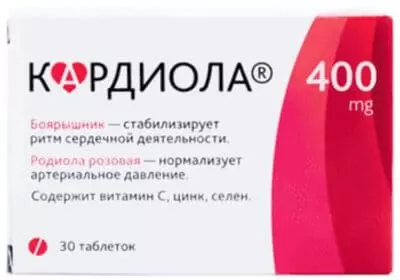 КАРДИОЛА® 400
mg
Боярышник — стабилизирует
ритм сердечной деятельности.
Родиола розовая — нормализует
артериальное давление.
Содержит витамин С, цинк, селен.
30 таблеток